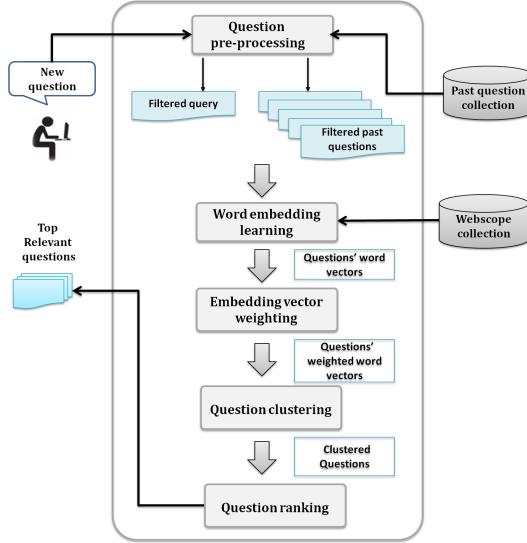 Question
pre-processing
New
question
Past question
collection
Filtered query
Filtered past
questions
Word embedding
learning
Webscope
collection
Top
Relevant
questions
Questions' word
vectors
Embedding vector
weighting
Questions'
weighted word
vectors
Question clustering
Clustered
Questions
Question ranking